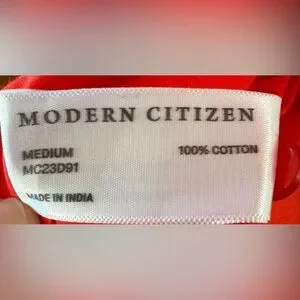 MODERN CITIZEN
MEDIUM 100% COTTON
MC23D91
MADE IN INDIA